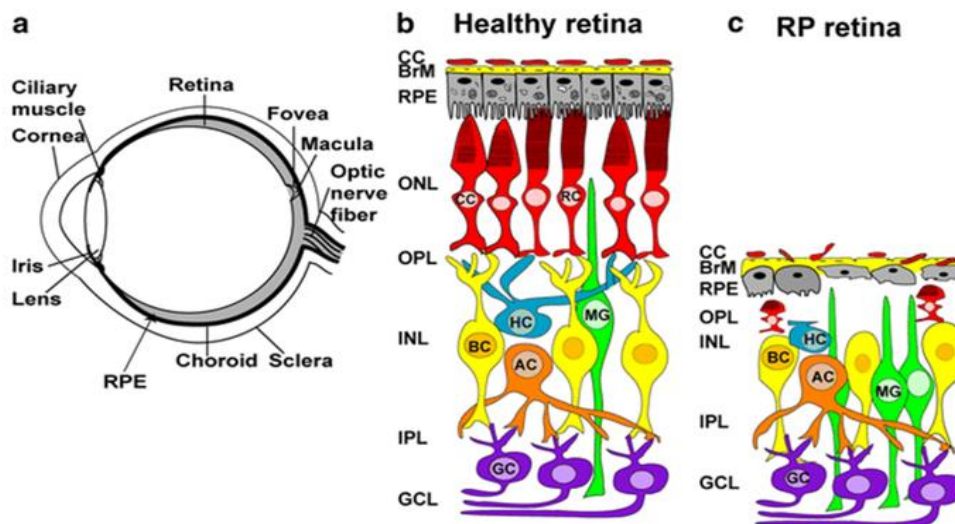 a
Ciliary
muscle
Cornea
Retina
Fovea
Macula
Optic
nerve
fiber
Iris
Lens
RPE
Choroid
Sclera
b Healthy retina
CC
BrM
RPE
ONL
CC
RC
OPL
HC
MG
INL
BC
AC
IPL
GC
GCL
c RP retina
CC
BrM
RPE
OPL
INL
HC
BC
AC
MG
IPL
GC
GCL